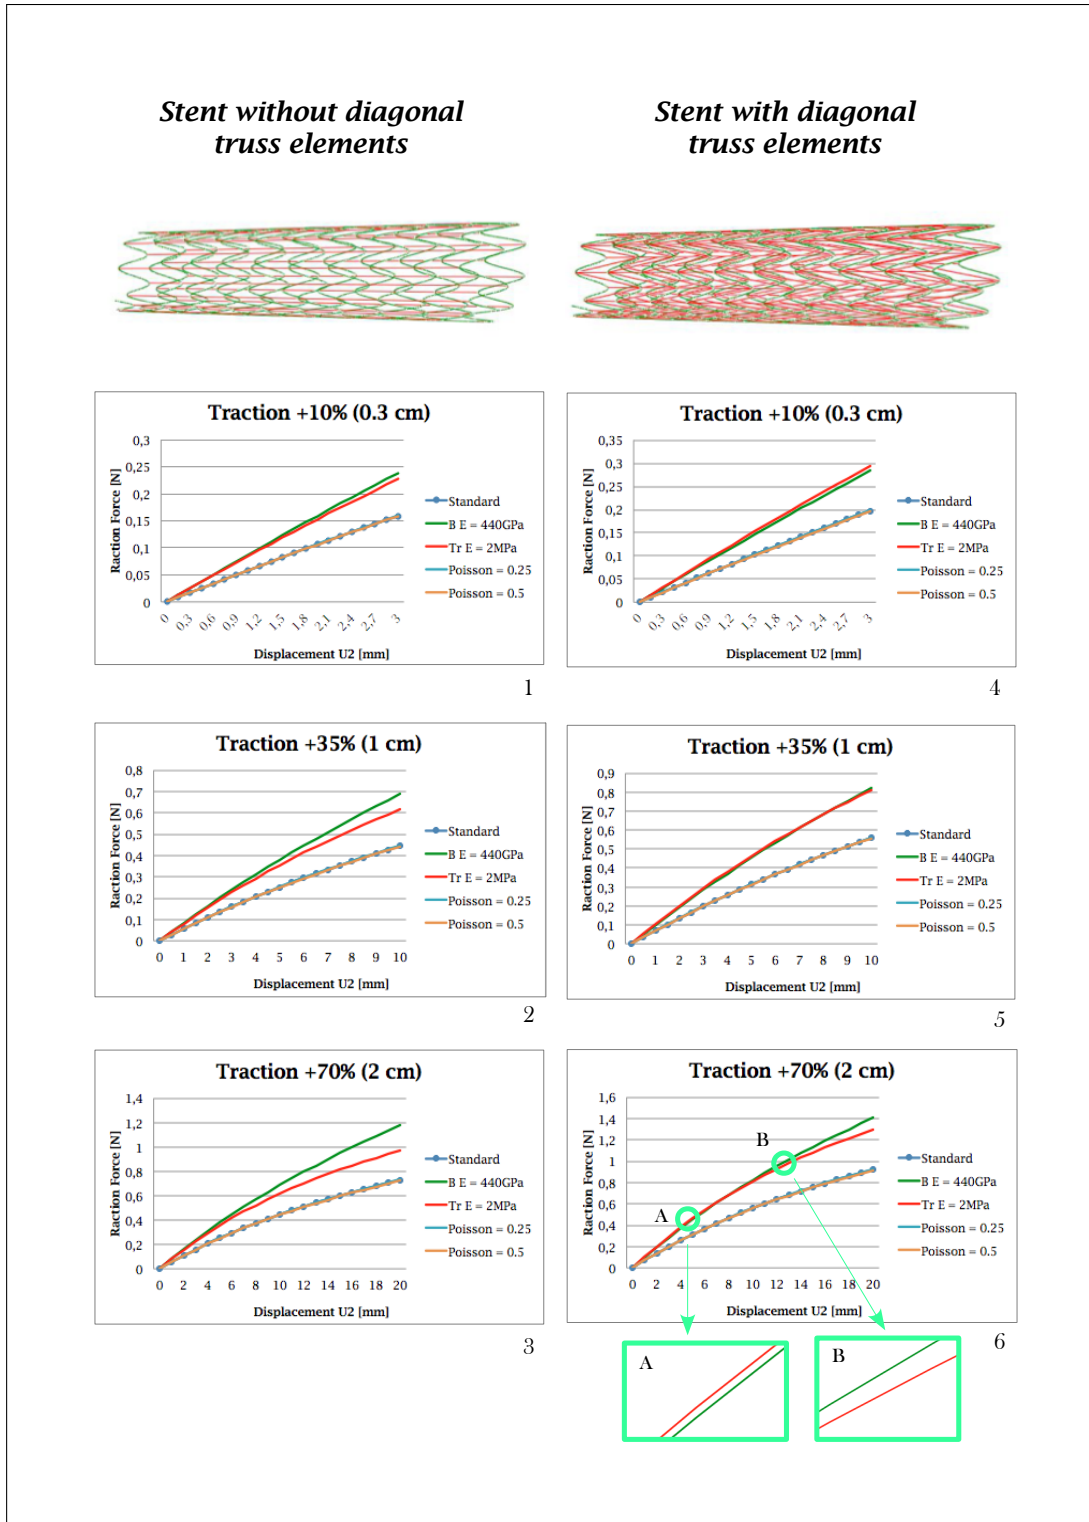 Stent without diagonal
truss elements
Stent with diagonal
truss elements
Traction +10% (0.3 cm)
Raction Force [N]
0,3
0,25
0,2
0,15
0,1
0,05
0
0 0,3 0,6 0,9 1,2 1,5 1,8 2,1 2,4 2,7 3
Displacement U2 [mm]
Standard
B E = 440GPa
Tr E = 2MPa
Poisson = 0.25
Poisson = 0.5
1
Traction +10% (0.3 cm)
Raction Force [N]
0,35
0,3
0,25
0,2
0,15
0,1
0,05
0
0 0,3 0,6 0,9 1,2 1,5 1,8 2,1 2,4 2,7 3
Displacement U2 [mm]
Standard
B E = 440GPa
Tr E = 2MPa
Poisson = 0.25
Poisson = 0.5
4
Traction +35% (1 cm)
Raction Force [N]
0,8
0,7
0,6
0,5
0,4
0,3
0,2
0,1
0
0 1 2 3 4 5 6 7 8 9 10
Displacement U2 [mm]
Standard
B E = 440GPa
Tr E = 2MPa
Poisson = 0.25
Poisson = 0.5
2
Traction +35% (1 cm)
Raction Force [N]
0,9
0,8
0,7
0,6
0,5
0,4
0,3
0,2
0,1
0
0 1 2 3 4 5 6 7 8 9 10
Displacement U2 [mm]
Standard
B E = 440GPa
Tr E = 2MPa
Poisson = 0.25
Poisson = 0.5
5
Traction +70% (2 cm)
Raction Force [N]
1,4
1,2
1
0,8
0,6
0,4
0,2
0
0 2 4 6 8 10 12 14 16 18 20
Displacement U2 [mm]
Standard
B E = 440GPa
Tr E = 2MPa
Poisson = 0.25
Poisson = 0.5
3
Traction +70% (2 cm)
Raction Force [N]
1,6
1,4
1,2
1
0,8
0,6
0,4
0,2
0
0 2 4 6 8 10 12 14 16 18 20
Displacement U2 [mm]
B
A
Standard
B E = 440GPa
Tr E = 2MPa
Poisson = 0.25
Poisson = 0.5
6
A
B